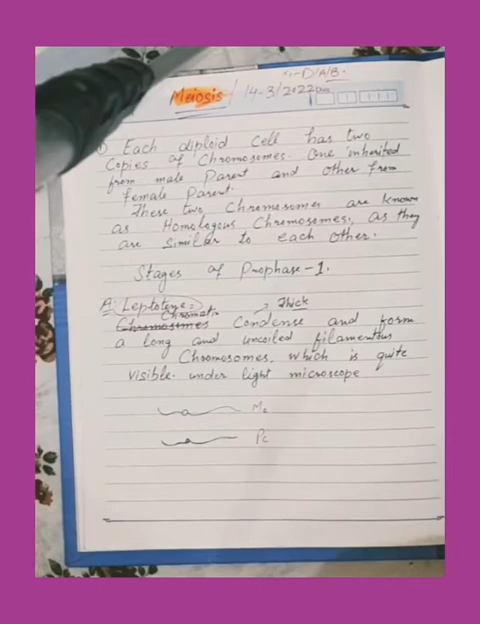 D/A/B.
Meiosis 14-3/2022
Each diploid Cell has two
Copies of Chromosomes. One inherited
from male Parent and other from
female Parent.
These two Chromosomes are known
as Homologous Chromosomes, as they
are similar to each other.
Stages of Prophase-1.
A: Leptotene:
Chromatin Thick
Chromosomes Condense and form
a long and uncoiled filamentous
Chromosomes. which is quite
visible. under light microscope
Mc
Pc